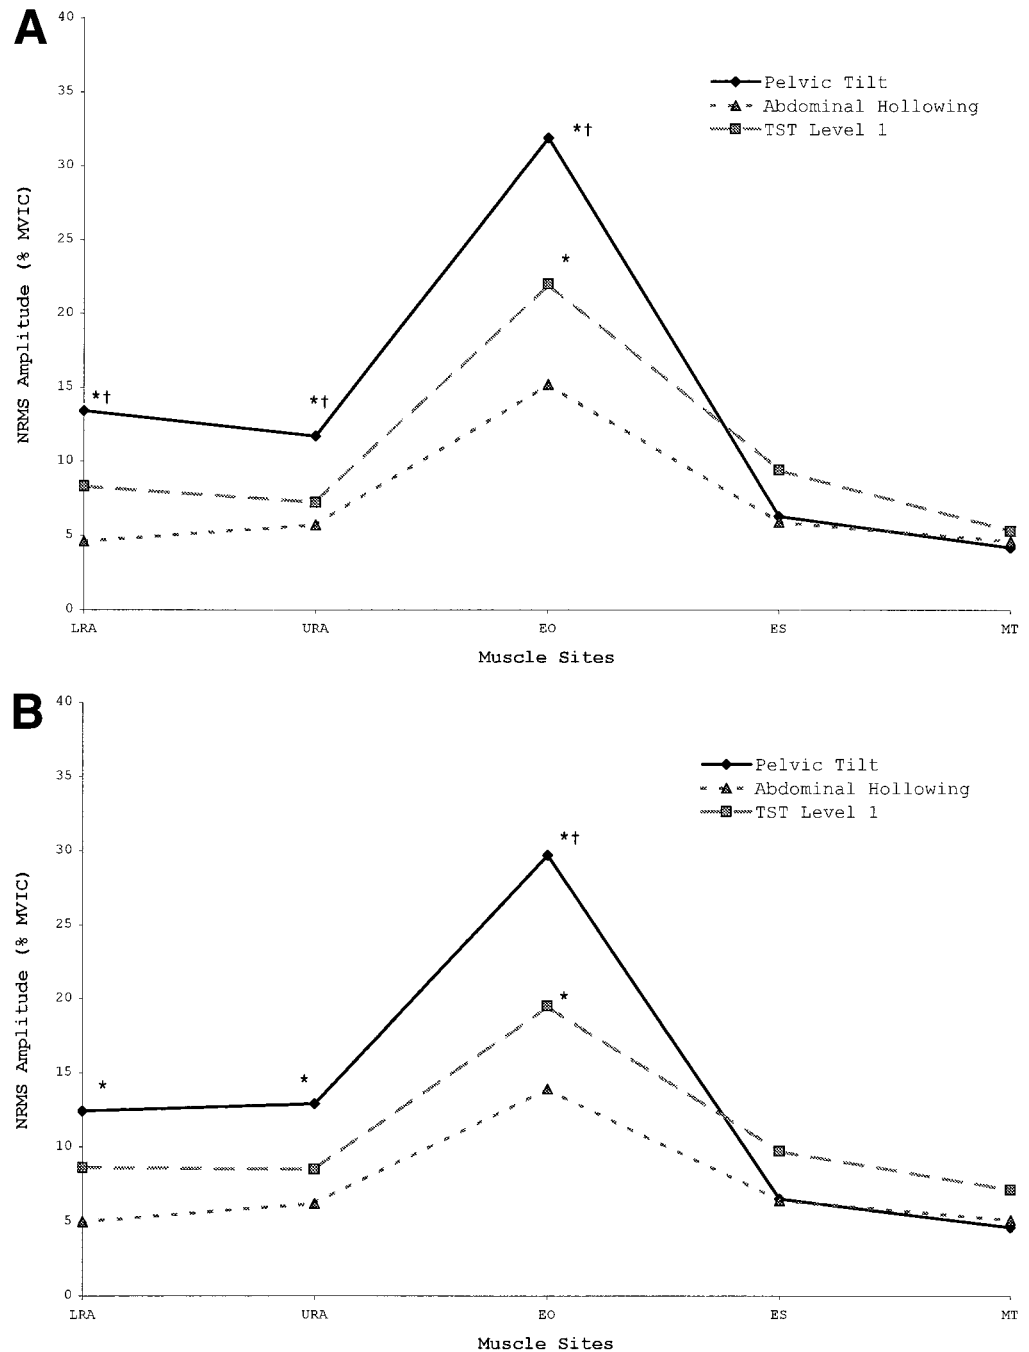 A
40
35
30
25
20
15
10
5
0
NRMS Amplitude (% MVIC)
Pelvic Tilt
Abdominal Hollowing
TST Level 1
*†
*†
*†
*
LRA URA EO ES MT
Muscle Sites
B
40
35
30
25
20
15
10
5
0
NRMS Amplitude (% MVIC)
Pelvic Tilt
Abdominal Hollowing
TST Level 1
*
*
*†
*
LRA URA EO ES MT
Muscle Sites